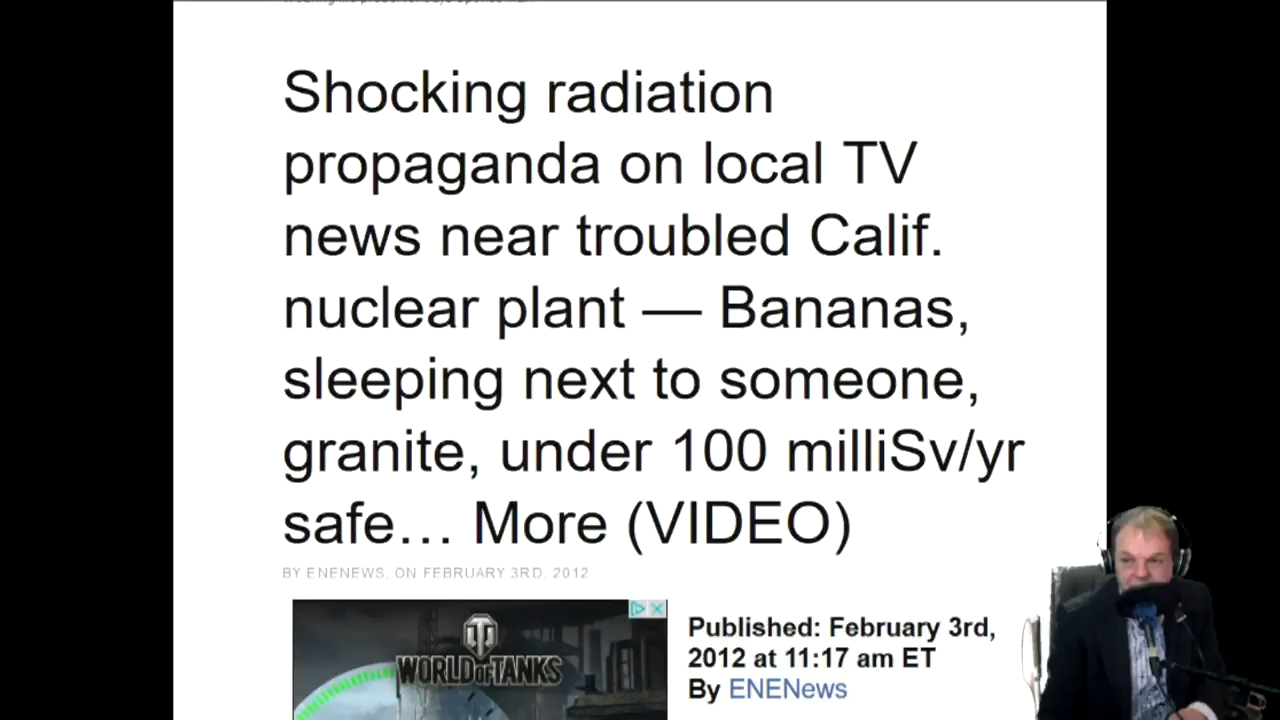 Shocking radiation
propaganda on local TV
news near troubled Calif.
nuclear plant — Bananas,
sleeping next to someone,
granite, under 100 milliSv/yr
safe… More (VIDEO)
BY ENENEWS, ON FEBRUARY 3RD, 2012
WORLD OF TANKS
Published: February 3rd,
2012 at 11:17 am ET
By ENENews